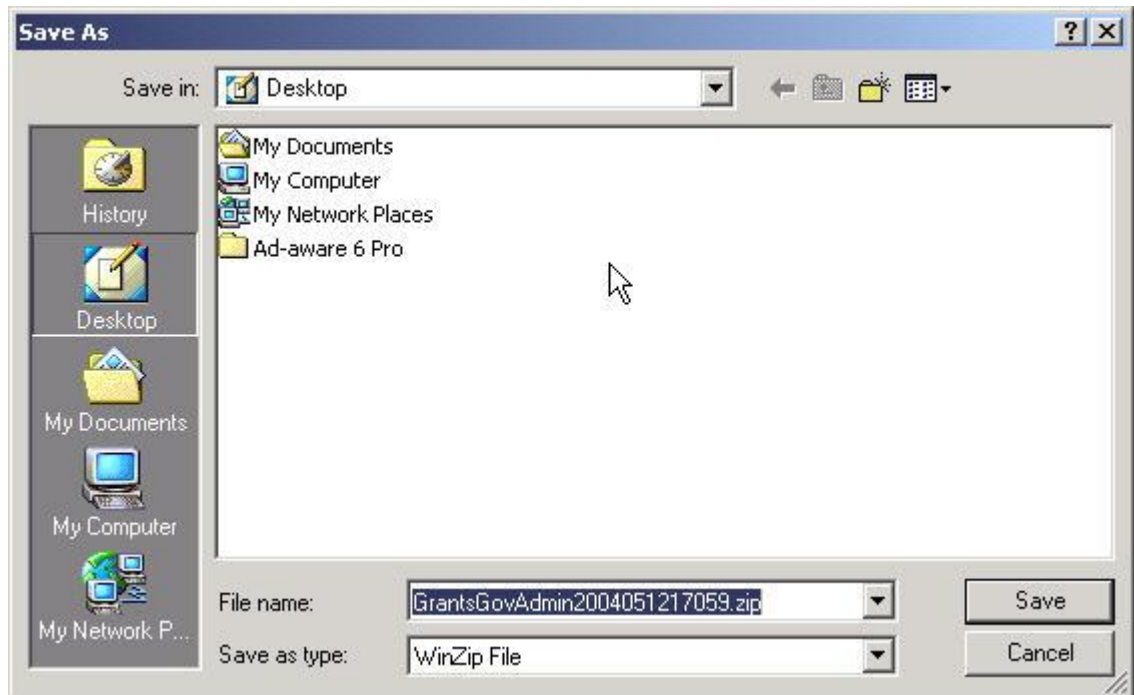 Save As
Save in: Desktop
History
Desktop
My Documents
My Computer
My Network P...
My Documents
My Computer
My Network Places
Ad-aware 6 Pro
File name: GrantsGovAdmin2004051217059.zip Save
Save as type: WinZip File Cancel